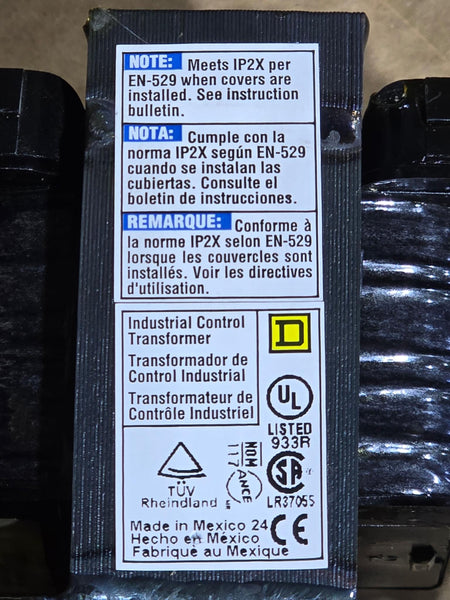 NOTE: Meets IP2X per
EN-529 when covers are
installed. See instruction
bulletin.
NOTA: Cumple con la
norma IP2X según EN-529
cuando se instalan las
cubiertas. Consulte el
boletin de instrucciones.
REMARQUE: Conforme à
la norme IP2X selon EN-529
lorsque les couvercles sont
installés. Voir les directives
d'utilisation.
Industrial Control
Transformer
Transformador de
Control Industrial
Transformateur de
Contrôle Industriel
D
UL
LISTED
933R
TÜV
Rheindland
NOM
117
ANCE
SA
LR3705S
Made in Mexico 24
Hecho en México
Fabriqué au Mexique
CE